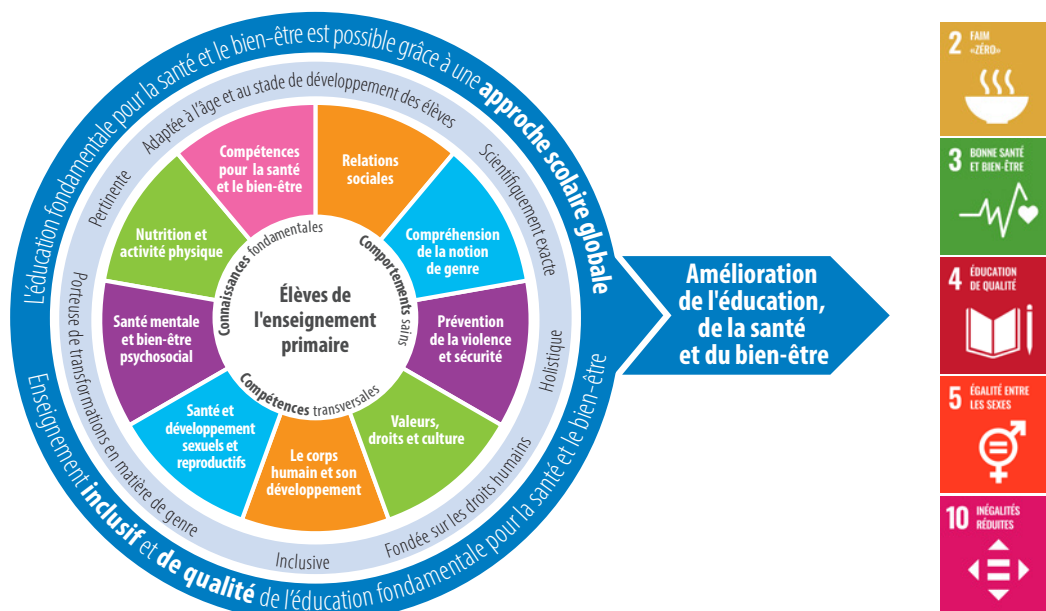 L'éducation fondamentale pour la santé et le bien-être est possible grâce à une approche scolaire globale
Enseignement inclusif et de qualité de l'éducation fondamentale pour la santé et le bien-être
Pertinente
Adaptée à l'âge et au stade de développement des élèves
Scientifiquement exacte
Holistique
Fondée sur les droits humains
Inclusive
Porteuse de transformations en matière de genre
Compétences
pour la santé
et le bien-être
Relations
sociales
Compréhension
de la notion
de genre
Prévention
de la violence
et sécurité
Valeurs,
droits et culture
Le corps
humain et son
développement
Santé et
développement
sexuels et
reproductifs
Santé mentale
et bien-être
psychosocial
Nutrition et
activité physique
Connaissances fondamentales
Comportements sains
Compétences transversales
Élèves de
l'enseignement
primaire
Amélioration
de l'éducation,
de la santé
et du bien-être
2 FAIM
«ZÉRO»
3 BONNE SANTÉ
ET BIEN-ÊTRE
4 ÉDUCATION
DE QUALITÉ
5 ÉGALITÉ ENTRE
LES SEXES
10 INÉGALITÉS
RÉDUITES